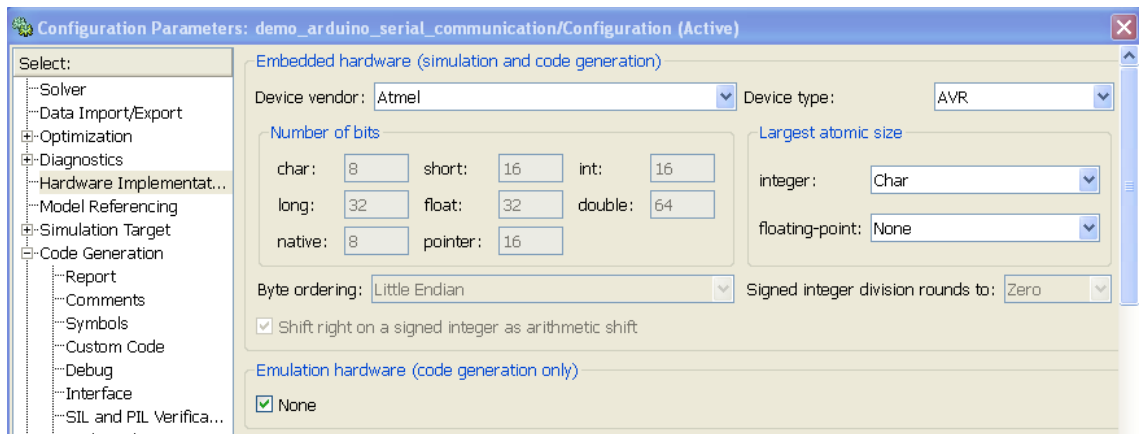 Configuration Parameters: demo_arduino_serial_communication/Configuration (Active)
Select:
Solver
Data Import/Export
Optimization
Diagnostics
Hardware Implementat...
Model Referencing
Simulation Target
Code Generation
Report
Comments
Symbols
Custom Code
Debug
Interface
SIL and PIL Verifica...
Embedded hardware (simulation and code generation)
Device vendor: Atmel Device type: AVR
Number of bits
char: 8 short: 16 int: 16
long: 32 float: 32 double: 64
native: 8 pointer: 16
Largest atomic size
integer: Char
floating-point: None
Byte ordering: Little Endian Signed integer division rounds to: Zero
Shift right on a signed integer as arithmetic shift
Emulation hardware (code generation only)
None